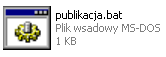 publikacja.bat
Plik wsadowy MS-DOS
1 KB